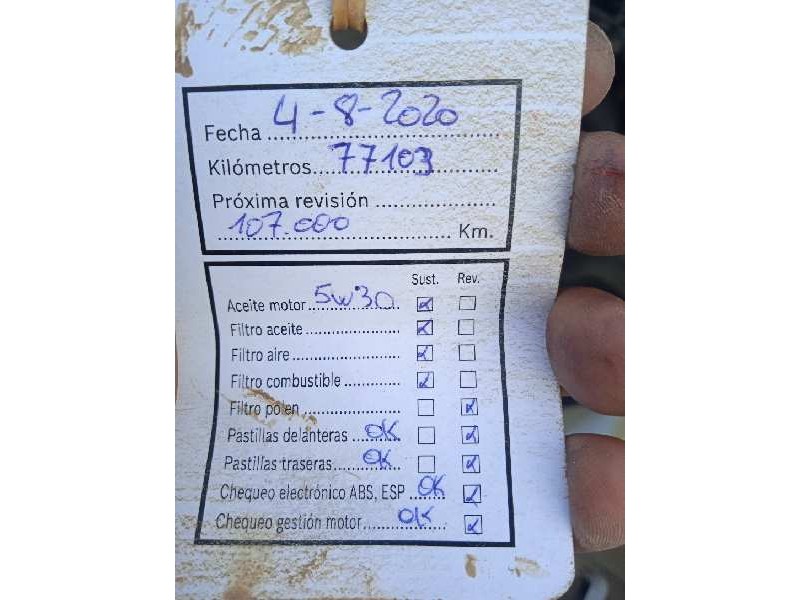 Fecha 4-8-2020
Kilómetros 77103
Próxima revisión
107.000 Km.
Sust. Rev.
Aceite motor 5w30
Filtro aceite
Filtro aire
Filtro combustible
Filtro polen
Pastillas delanteras OK
Pastillas traseras OK
Chequeo electrónico ABS, ESP OK
Chequeo gestión motor OK